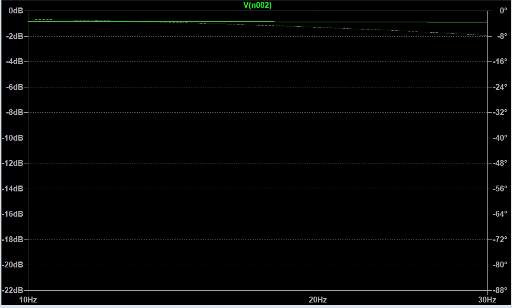 V(n002)
0dB 0°
-2dB -8°
-4dB -16°
-6dB -24°
-8dB -32°
-10dB -40°
-12dB -48°
-14dB -56°
-16dB -64°
-18dB -72°
-20dB -80°
-22dB -88°
10Hz 20Hz 30Hz